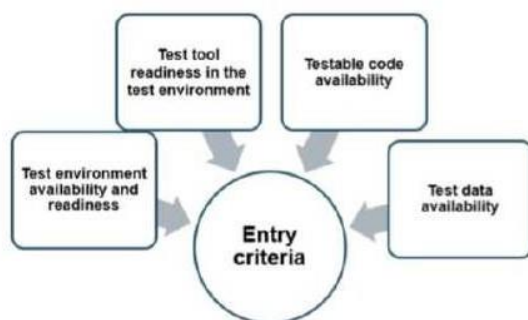 Test tool
readiness in the
test environment
Testable code
availability
Test environment
availability and
readiness
Test data
availability
Entry
criteria